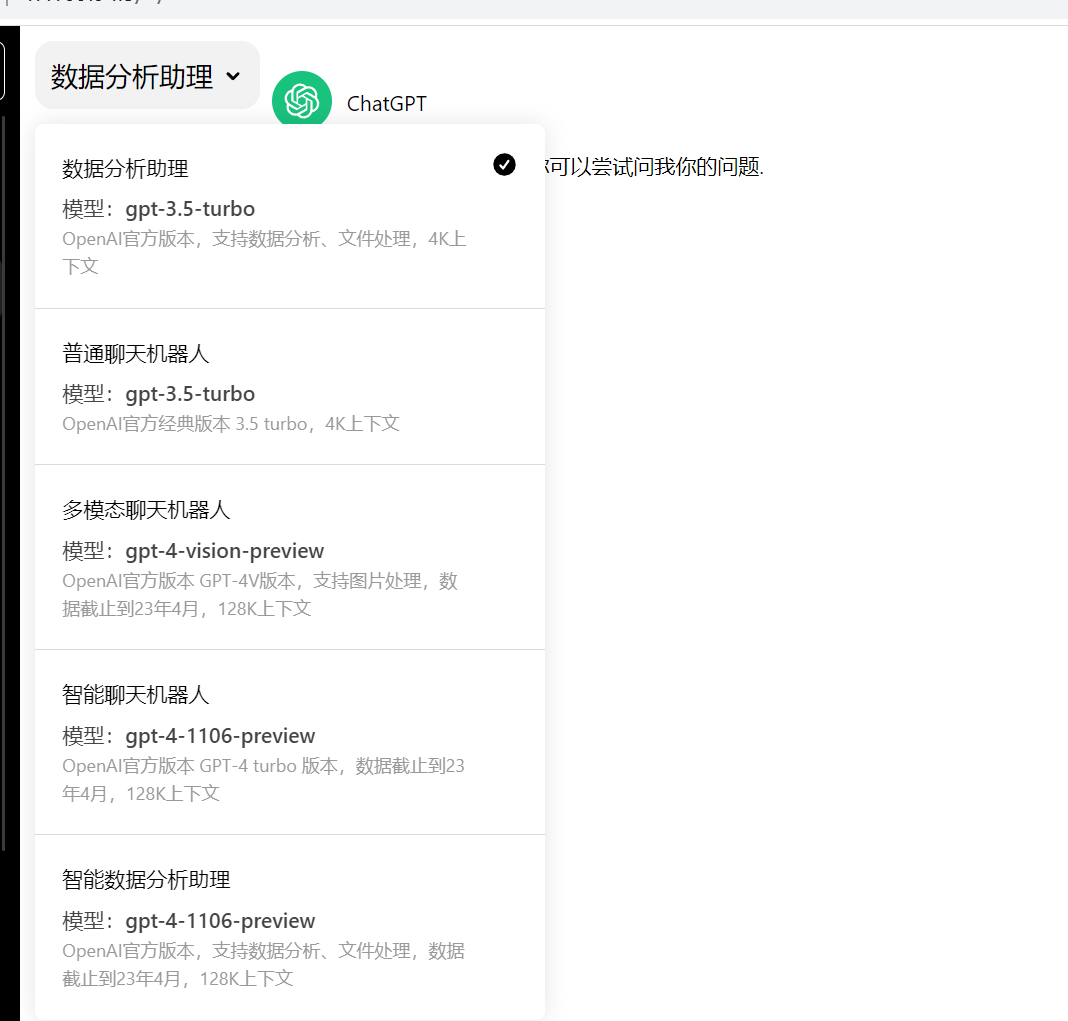 数据分析助理
ChatGPT
可以尝试问我你的问题.
数据分析助理
模型：gpt-3.5-turbo
OpenAI官方版本，支持数据分析、文件处理，4K上
下文
普通聊天机器人
模型：gpt-3.5-turbo
OpenAI官方经典版本 3.5 turbo，4K上下文
多模态聊天机器人
模型：gpt-4-vision-preview
OpenAI官方版本 GPT-4V版本，支持图片处理，数
据截止到23年4月，128K上下文
智能聊天机器人
模型：gpt-4-1106-preview
OpenAI官方版本 GPT-4 turbo 版本，数据截止到23
年4月，128K上下文
智能数据分析助理
模型：gpt-4-1106-preview
OpenAI官方版本，支持数据分析、文件处理，数据
截止到23年4月，128K上下文